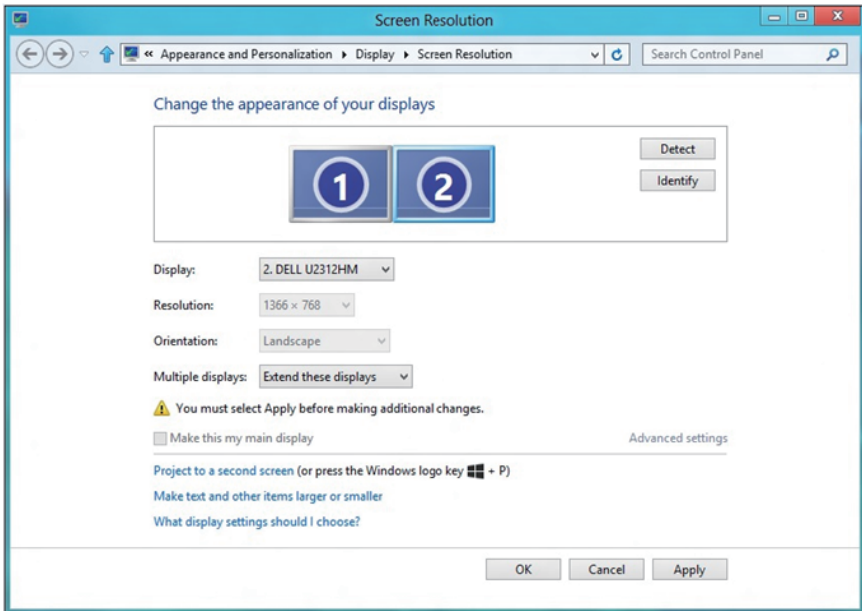 Screen Resolution
« Appearance and Personalization Display Screen Resolution Search Control Panel
Change the appearance of your displays
1 2
Detect
Identify
Display: 2. DELL U2312HM
Resolution: 1366 × 768
Orientation: Landscape
Multiple displays: Extend these displays
You must select Apply before making additional changes.
Make this my main display Advanced settings
Project to a second screen (or press the Windows logo key + P)
Make text and other items larger or smaller
What display settings should I choose?
OK Cancel Apply